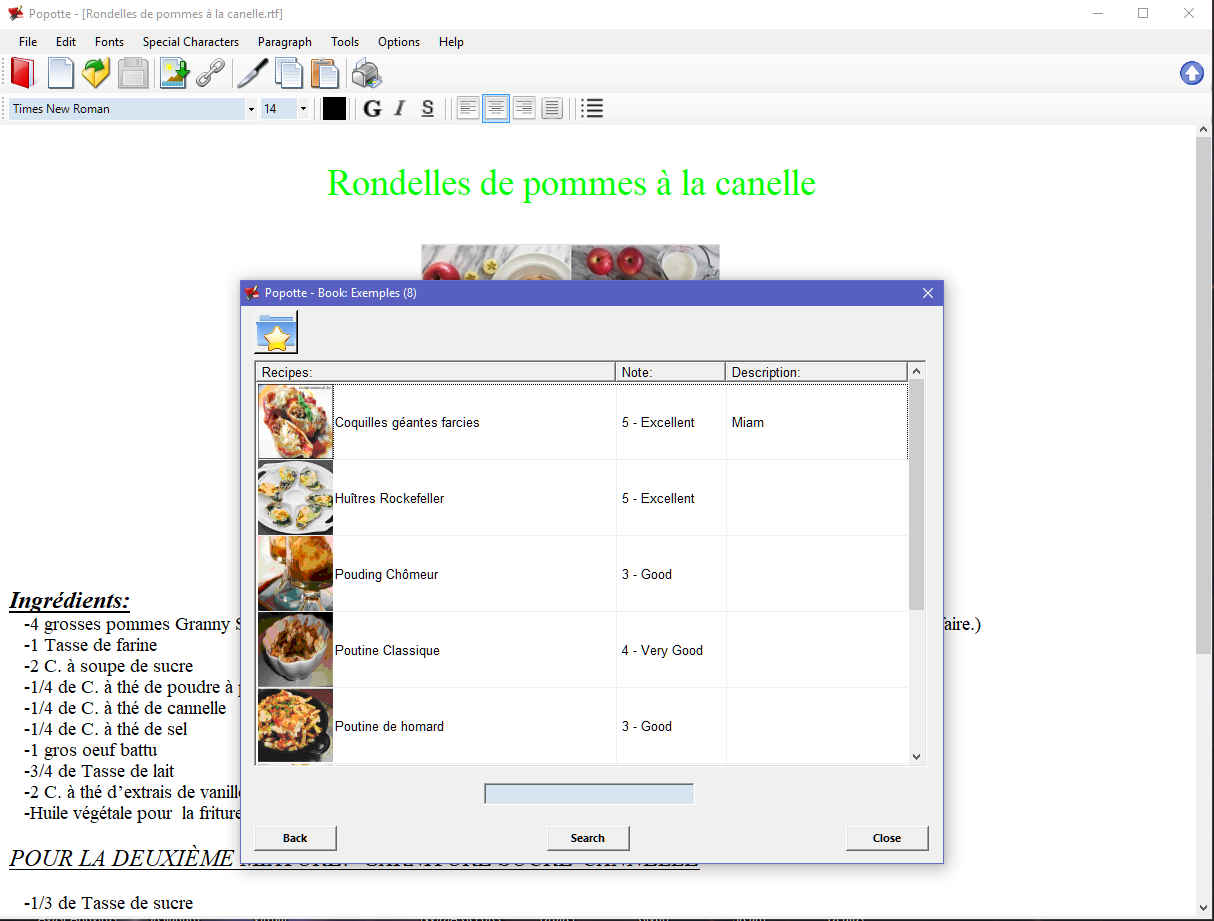 Popotte - [Rondelles de pommes à la canelle.rtf]
File Edit Fonts Special Characters Paragraph Tools Options Help
Times New Roman 14 G I S
Rondelles de pommes à la canelle
Popotte - Book: Exemples (8)
Recipes: Note: Description:
Coquilles géantes farcies 5 - Excellent Miam
Huîtres Rockefeller 5 - Excellent
Pouding Chômeur 3 - Good
Poutine Classique 4 - Very Good
Poutine de homard 3 - Good
Back Search Close
Ingrédients:
-4 grosses pommes Granny aire.)
-1 Tasse de farine
-2 C. à soupe de sucre
-1/4 de C. à thé de poudre à
-1/4 de C. à thé de cannelle
-1/4 de C. à thé de sel
-1 gros oeuf battu
-3/4 de Tasse de lait
-2 C. à thé d’extrais de vanill
-Huile végétale pour la friture
POUR LA DEUXIÈME
-1/3 de Tasse de sucre